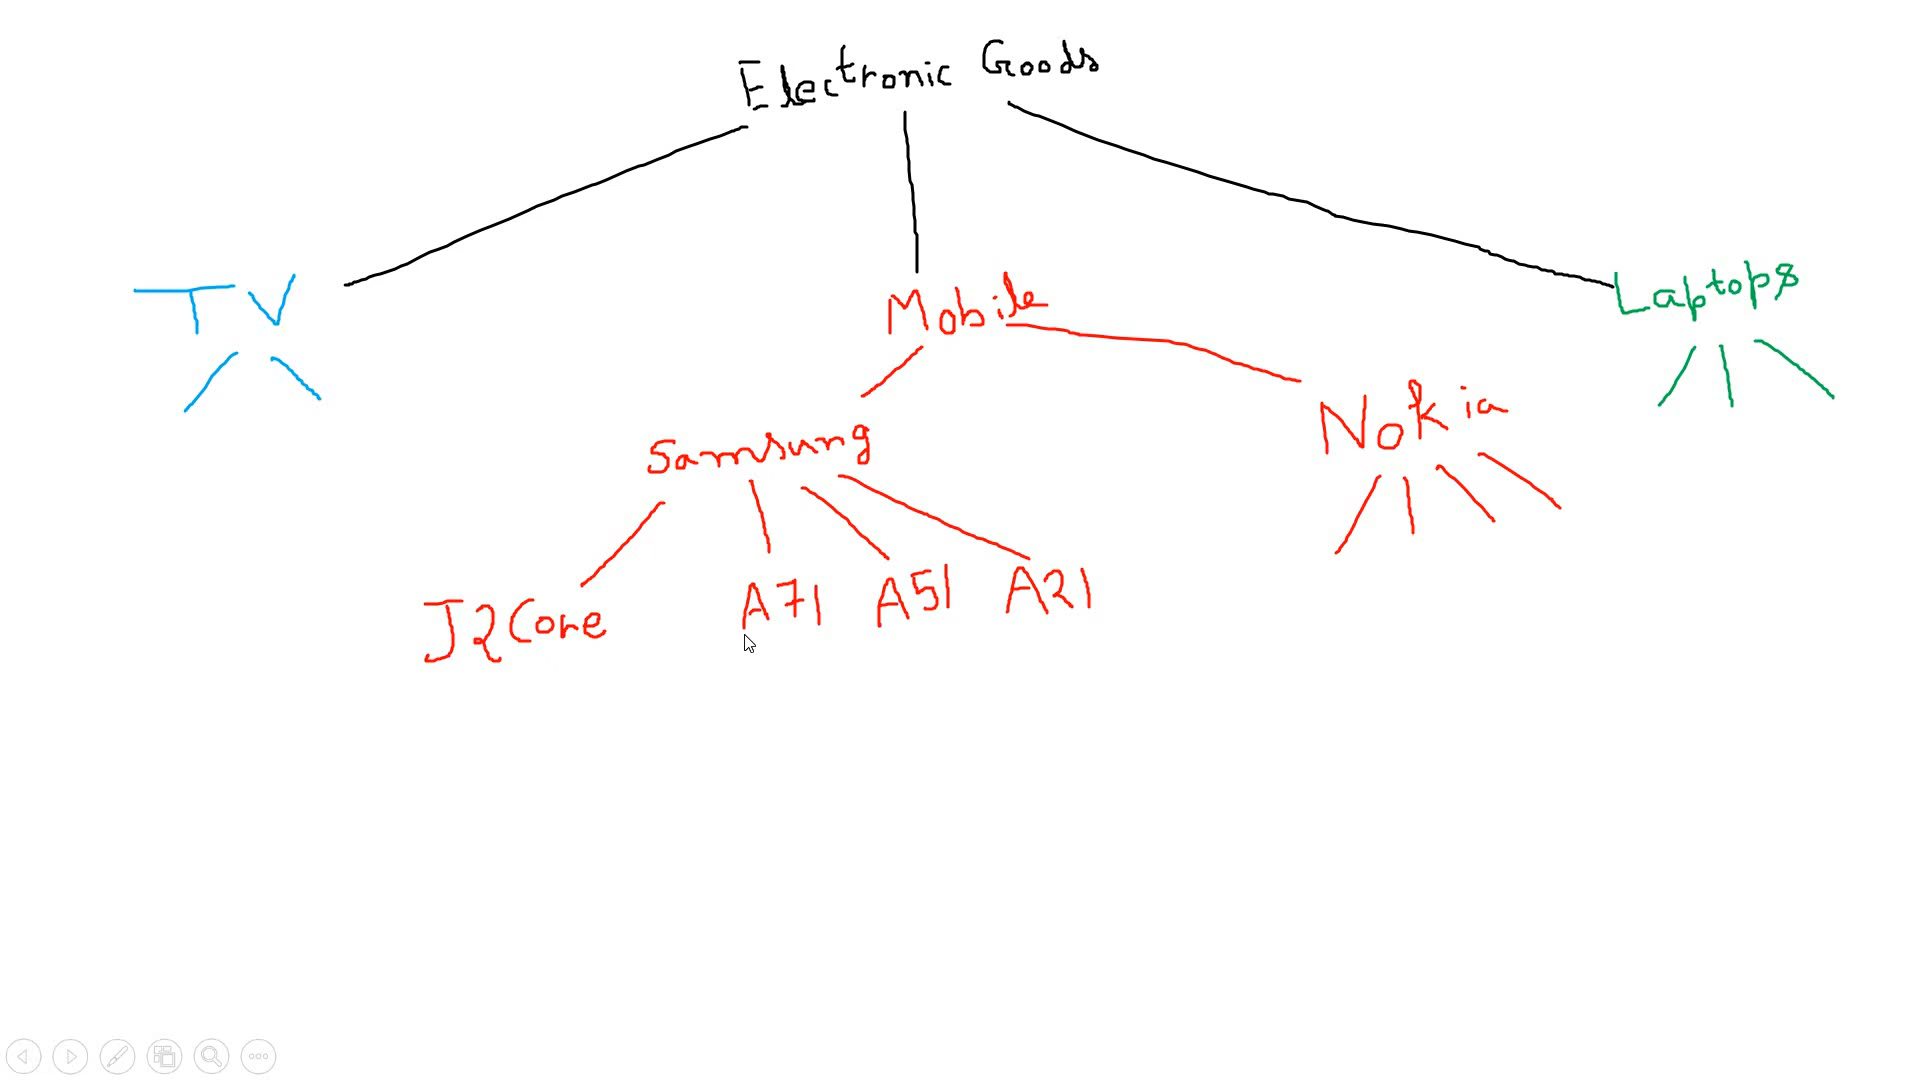 Electronic Goods
TV
Mobile
Laptops
Samsung
Nokia
J2Core
A71
A51
A21